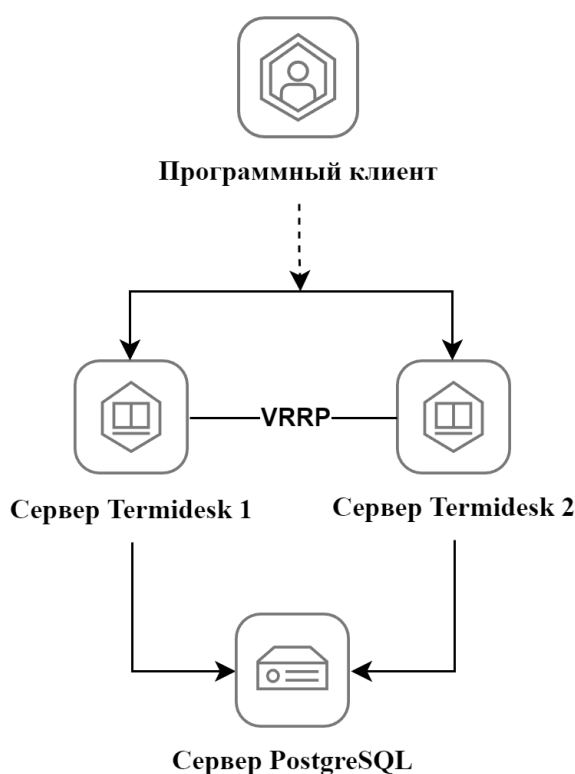 Программный клиент
VRRP
Сервер Termidesk 1
Сервер Termidesk 2
Сервер PostgreSQL